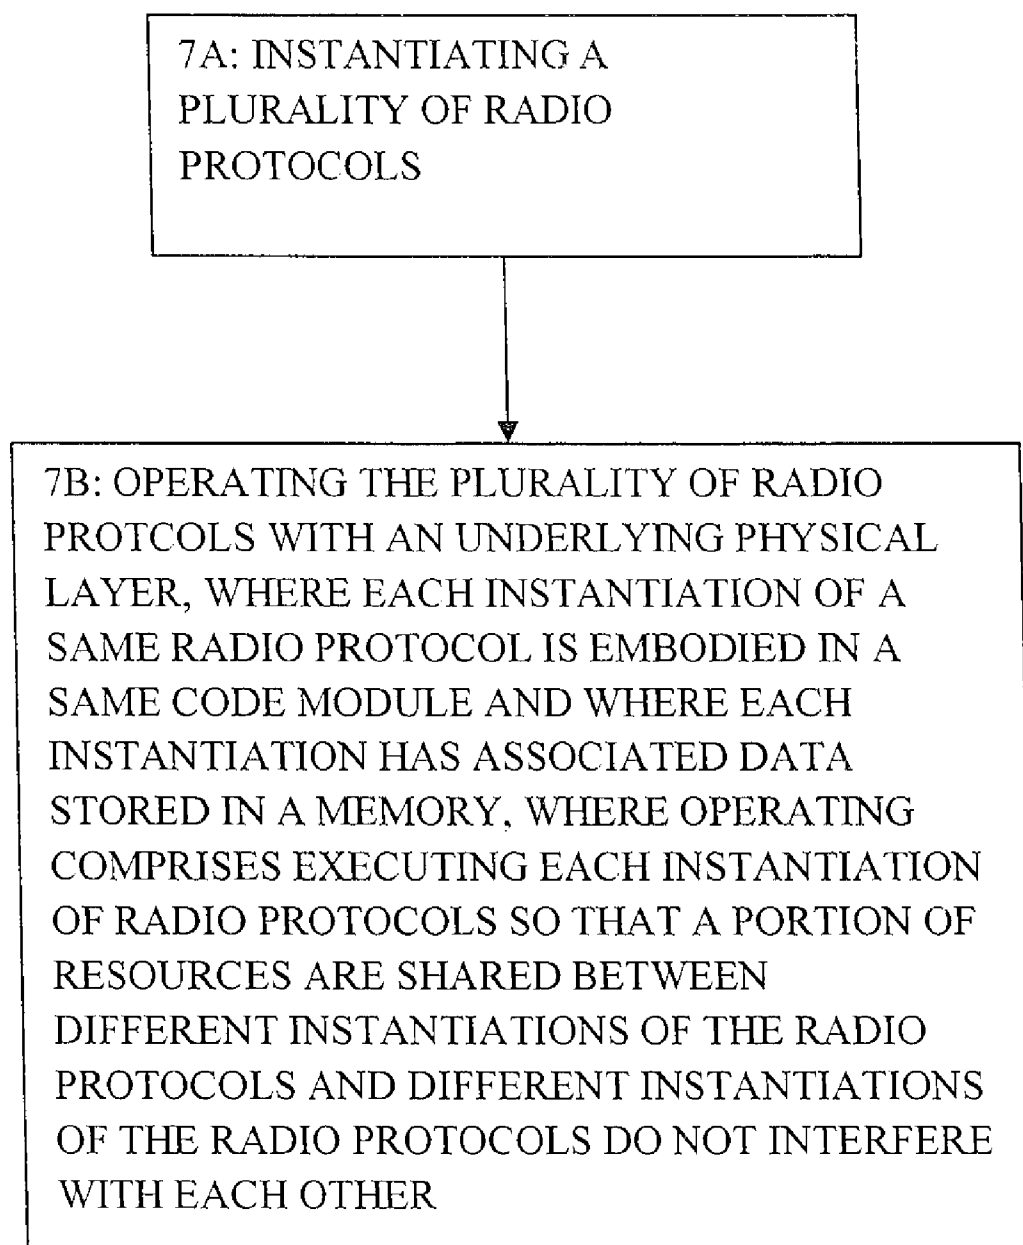 7A: INSTANTIATING A
PLURALITY OF RADIO
PROTOCOLS
7B: OPERATING THE PLURALITY OF RADIO
PROTCOLS WITH AN UNDERLYING PHYSICAL
LAYER, WHERE EACH INSTANTIATION OF A
SAME RADIO PROTOCOL IS EMBODIED IN A
SAME CODE MODULE AND WHERE EACH
INSTANTIATION HAS ASSOCIATED DATA
STORED IN A MEMORY, WHERE OPERATING
COMPRISES EXECUTING EACH INSTANTIATION
OF RADIO PROTOCOLS SO THAT A PORTION OF
RESOURCES ARE SHARED BETWEEN
DIFFERENT INSTANTIATIONS OF THE RADIO
PROTOCOLS AND DIFFERENT INSTANTIATIONS
OF THE RADIO PROTOCOLS DO NOT INTERFERE
WITH EACH OTHER